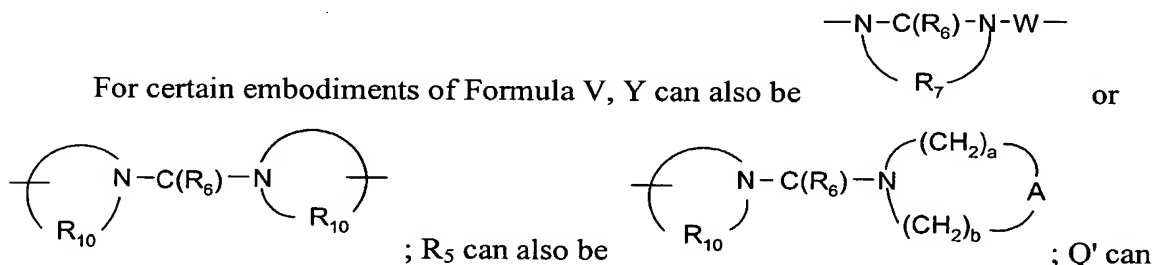 —N—C(R₆)—N—W—
R₇
For certain embodiments of Formula V, Y can also be or
N—C(R₆)—N
R₁₀ R₁₀
; R₅ can also be
N—C(R₆)—N
R₁₀
(CH₂)ₐ
A
(CH₂)b
; Q' can